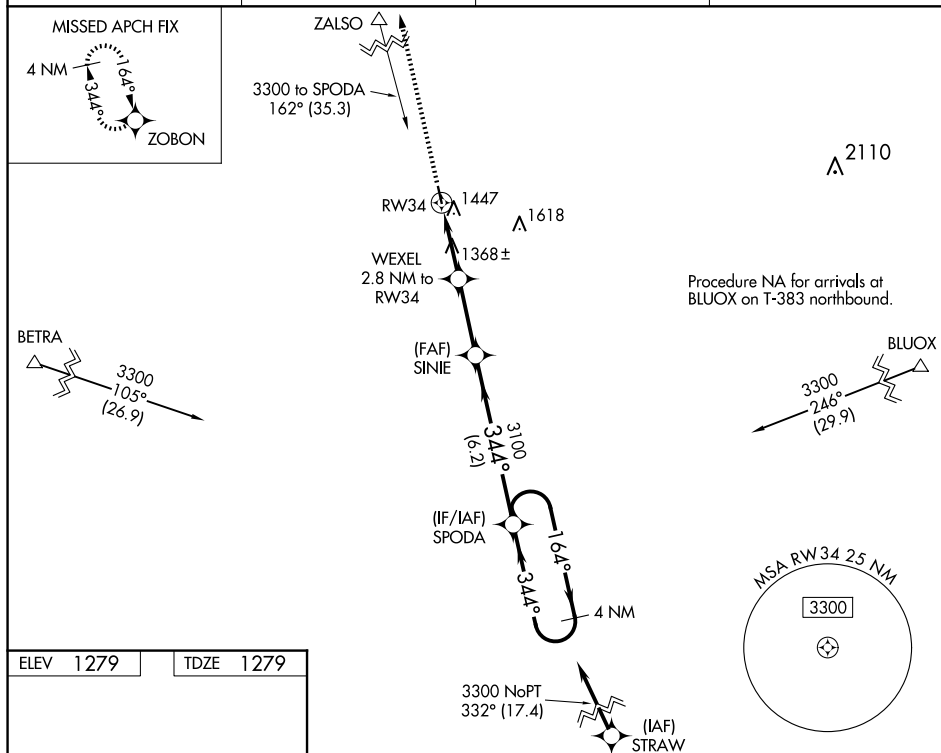 MISSED APCH FIX
4 NM
344°
164°
ZOBON
ZALSO
3300 to SPODA
162° (35.3)
2110
RW34
1447
1618
1368±
WEXEL
2.8 NM to
RW34
Procedure NA for arrivals at
BLUOX on T-383 northbound.
BETRA
3300
105°
(26.9)
(FAF)
SINIE
BLUOX
3300
246°
(29.9)
3100
344°
(6.2)
(IF/IAF)
SPODA
164°
344°
4 NM
MSA RW34 25 NM
3300
ELEV 1279
TDZE 1279
3300 NoPT
332° (17.4)
(IAF)
STRAW